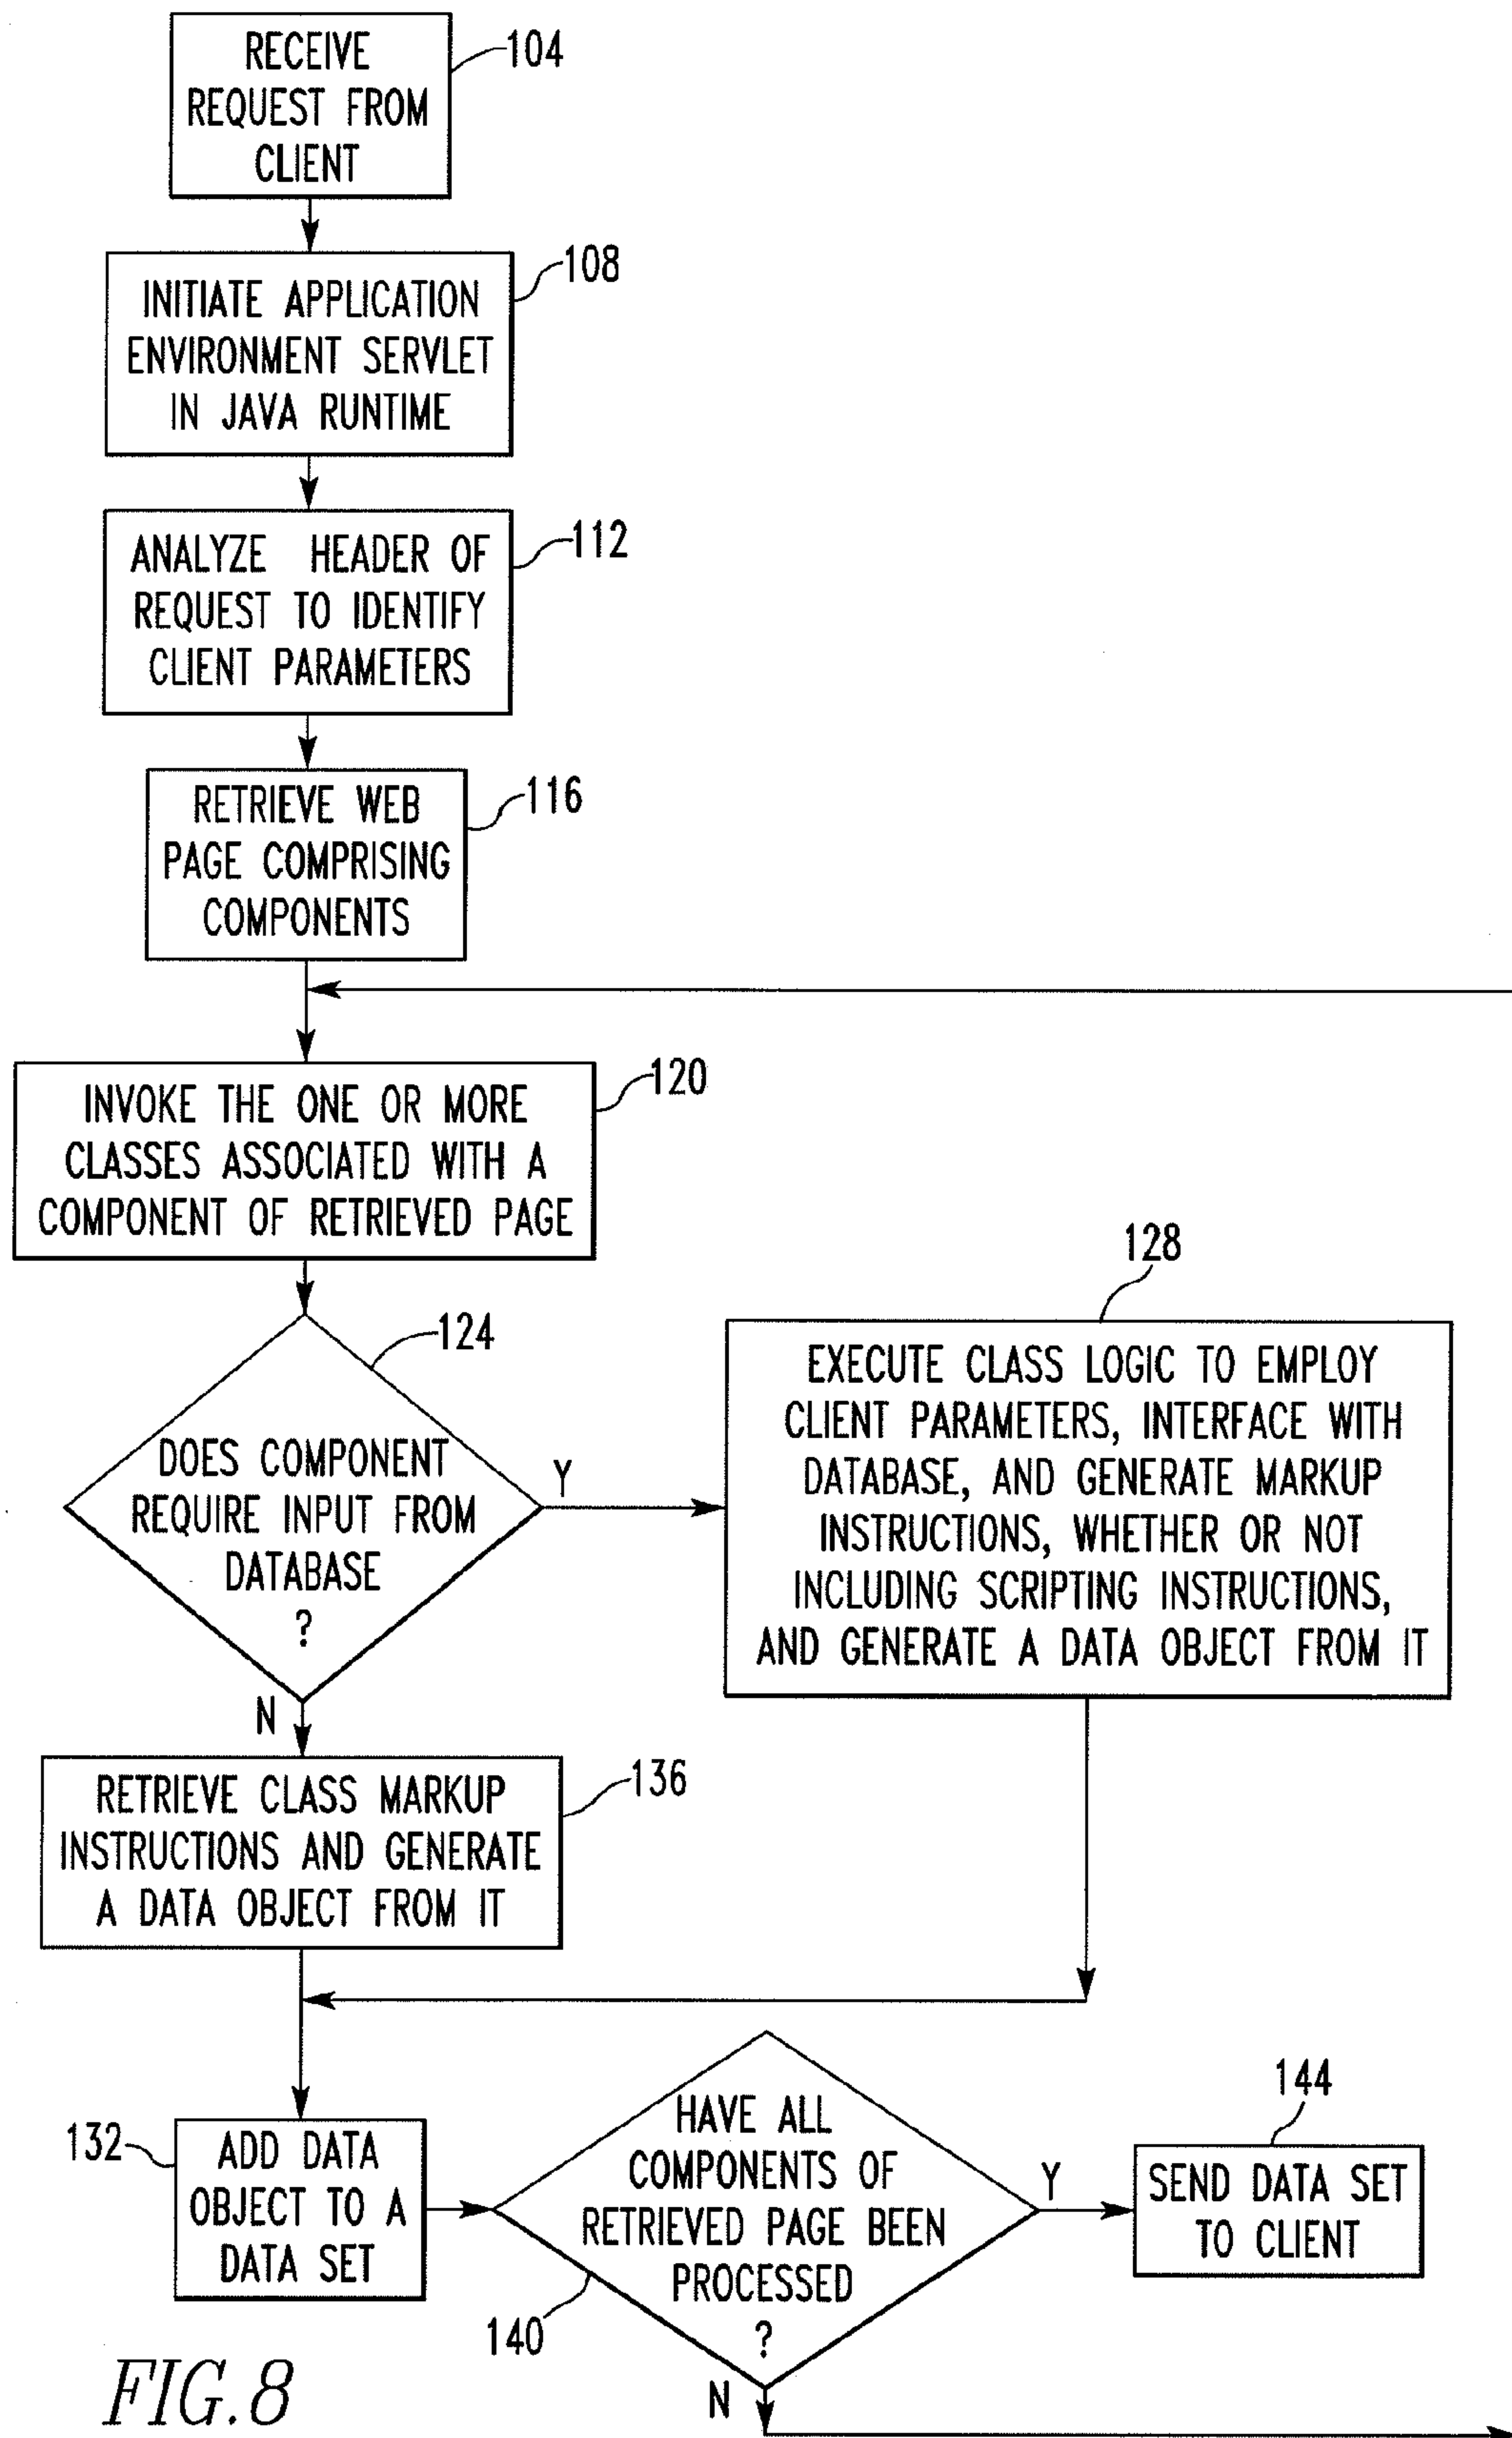 RECEIVE
REQUEST FROM
CLIENT
104
INITIATE APPLICATION
ENVIRONMENT SERVLET
IN JAVA RUNTIME
108
ANALYZE HEADER OF
REQUEST TO IDENTIFY
CLIENT PARAMETERS
112
RETRIEVE WEB
PAGE COMPRISING
COMPONENTS
116
INVOKE THE ONE OR MORE
CLASSES ASSOCIATED WITH A
COMPONENT OF RETRIEVED PAGE
120
124
DOES COMPONENT
REQUIRE INPUT FROM
DATABASE
?
Y
N
128
EXECUTE CLASS LOGIC TO EMPLOY
CLIENT PARAMETERS, INTERFACE WITH
DATABASE, AND GENERATE MARKUP
INSTRUCTIONS, WHETHER OR NOT
INCLUDING SCRIPTING INSTRUCTIONS,
AND GENERATE A DATA OBJECT FROM IT
RETRIEVE CLASS MARKUP
INSTRUCTIONS AND GENERATE
A DATA OBJECT FROM IT
136
132
ADD DATA
OBJECT TO A
DATA SET
HAVE ALL
COMPONENTS OF
RETRIEVED PAGE BEEN
PROCESSED
?
140
Y
N
144
SEND DATA SET
TO CLIENT
FIG. 8